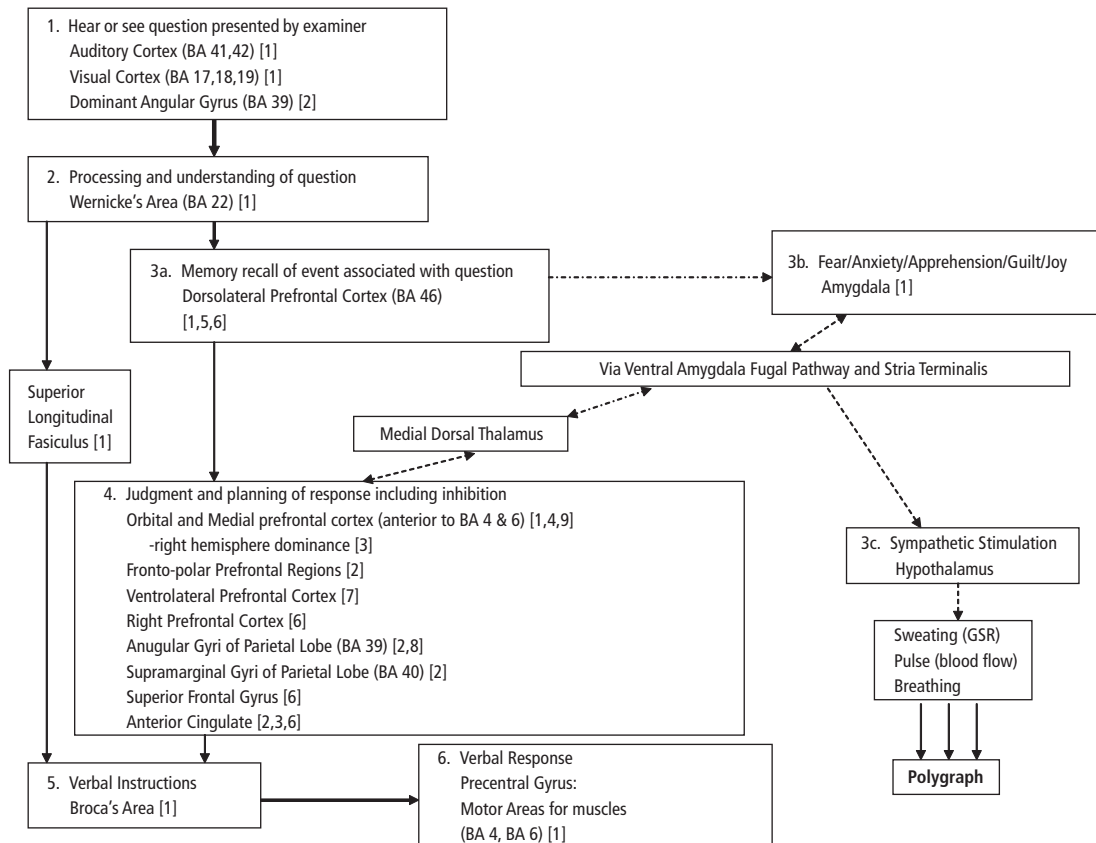 1. Hear or see question presented by examiner
Auditory Cortex (BA 41,42) [1]
Visual Cortex (BA 17,18,19) [1]
Dominant Angular Gyrus (BA 39) [2]
2. Processing and understanding of question
Wernicke's Area (BA 22) [1]
3a. Memory recall of event associated with question
Dorsolateral Prefrontal Cortex (BA 46)
[1,5,6]
3b. Fear/Anxiety/Apprehension/Guilt/Joy
Amygdala [1]
Via Ventral Amygdala Fugal Pathway and Stria Terminalis
Superior
Longitudinal
Fasiculus [1]
Medial Dorsal Thalamus
4. Judgment and planning of response including inhibition
Orbital and Medial prefrontal cortex (anterior to BA 4 & 6) [1,4,9]
-right hemisphere dominance [3]
Fronto-polar Prefrontal Regions [2]
Ventrolateral Prefrontal Cortex [7]
Right Prefrontal Cortex [6]
Anugular Gyri of Parietal Lobe (BA 39) [2,8]
Supramarginal Gyri of Parietal Lobe (BA 40) [2]
Superior Frontal Gyrus [6]
Anterior Cingulate [2,3,6]
3c. Sympathetic Stimulation
Hypothalamus
Sweating (GSR)
Pulse (blood flow)
Breathing
Polygraph
5. Verbal Instructions
Broca's Area [1]
6. Verbal Response
Precentral Gyrus:
Motor Areas for muscles
(BA 4, BA 6) [1]